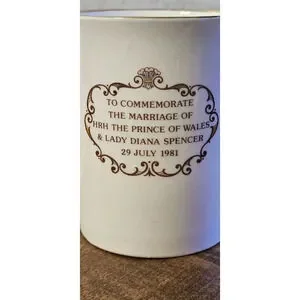 TO COMMEMORATE
THE MARRIAGE OF
HRH THE PRINCE OF WALES
& LADY DIANA SPENCER
29 JULY 1981